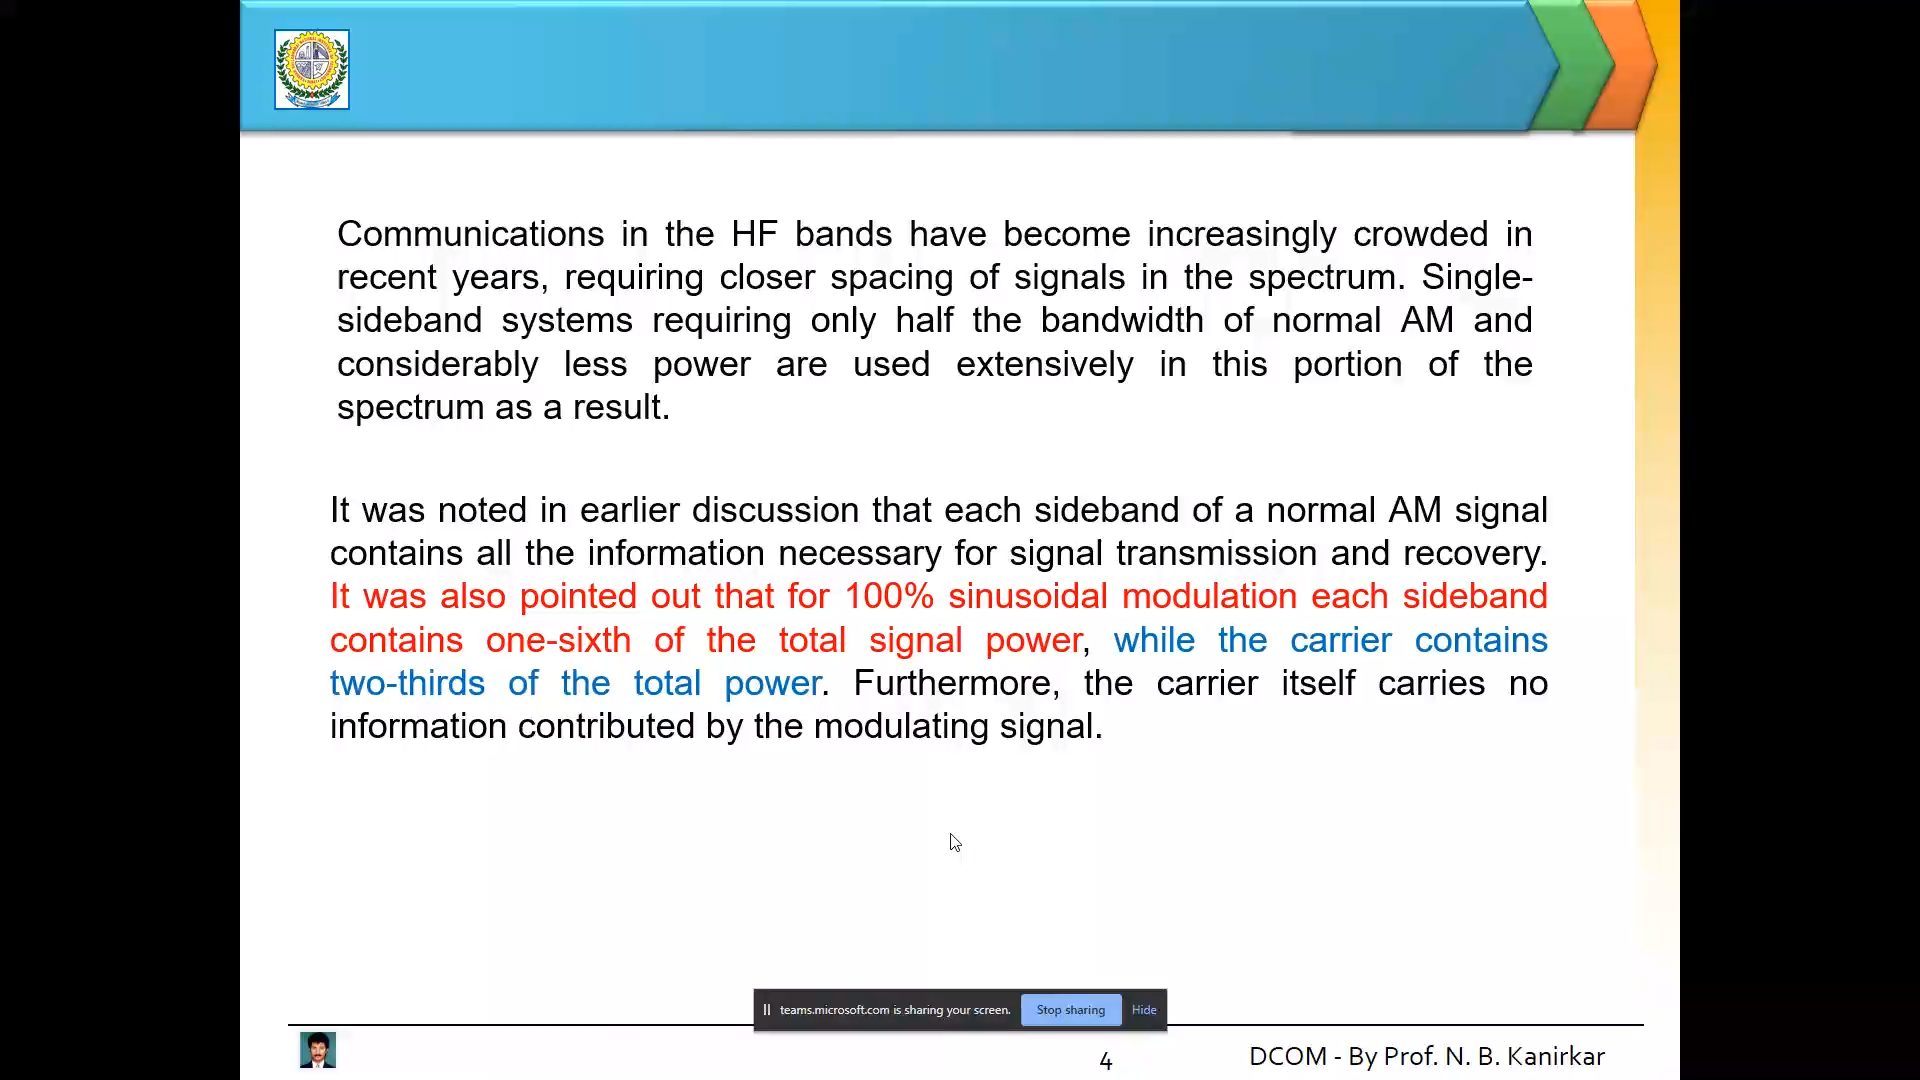 Communications in the HF bands have become increasingly crowded in
recent years, requiring closer spacing of signals in the spectrum. Single-
sideband systems requiring only half the bandwidth of normal AM and
considerably less power are used extensively in this portion of the
spectrum as a result.
It was noted in earlier discussion that each sideband of a normal AM signal
contains all the information necessary for signal transmission and recovery.
It was also pointed out that for 100% sinusoidal modulation each sideband
contains one-sixth of the total signal power, while the carrier contains
two-thirds of the total power. Furthermore, the carrier itself carries no
information contributed by the modulating signal.
teams.microsoft.com is sharing your screen. Stop sharing Hide
4 DCOM - By Prof. N. B. Kanirkar